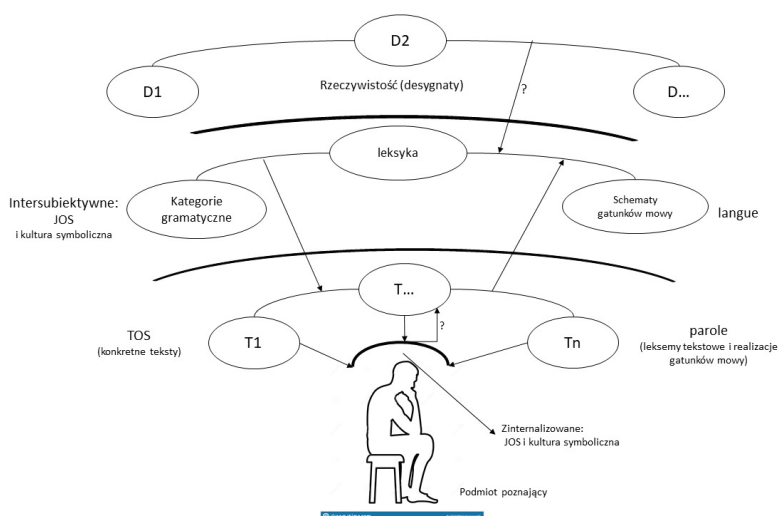 D2
D1
D...
Rzeczywistość (desygnaty)
?
leksyka
Kategorie
gramatyczne
Schematy
gatunków mowy
Intersubiektywne:
JOS
i kultura symboliczna
langue
T...
?
TOS
(konkretne teksty)
T1
Tn
parole
(leksemy tekstowe i realizacje
gatunków mowy)
Zinternalizowane:
JOS i kultura symboliczna
Podmiot poznający